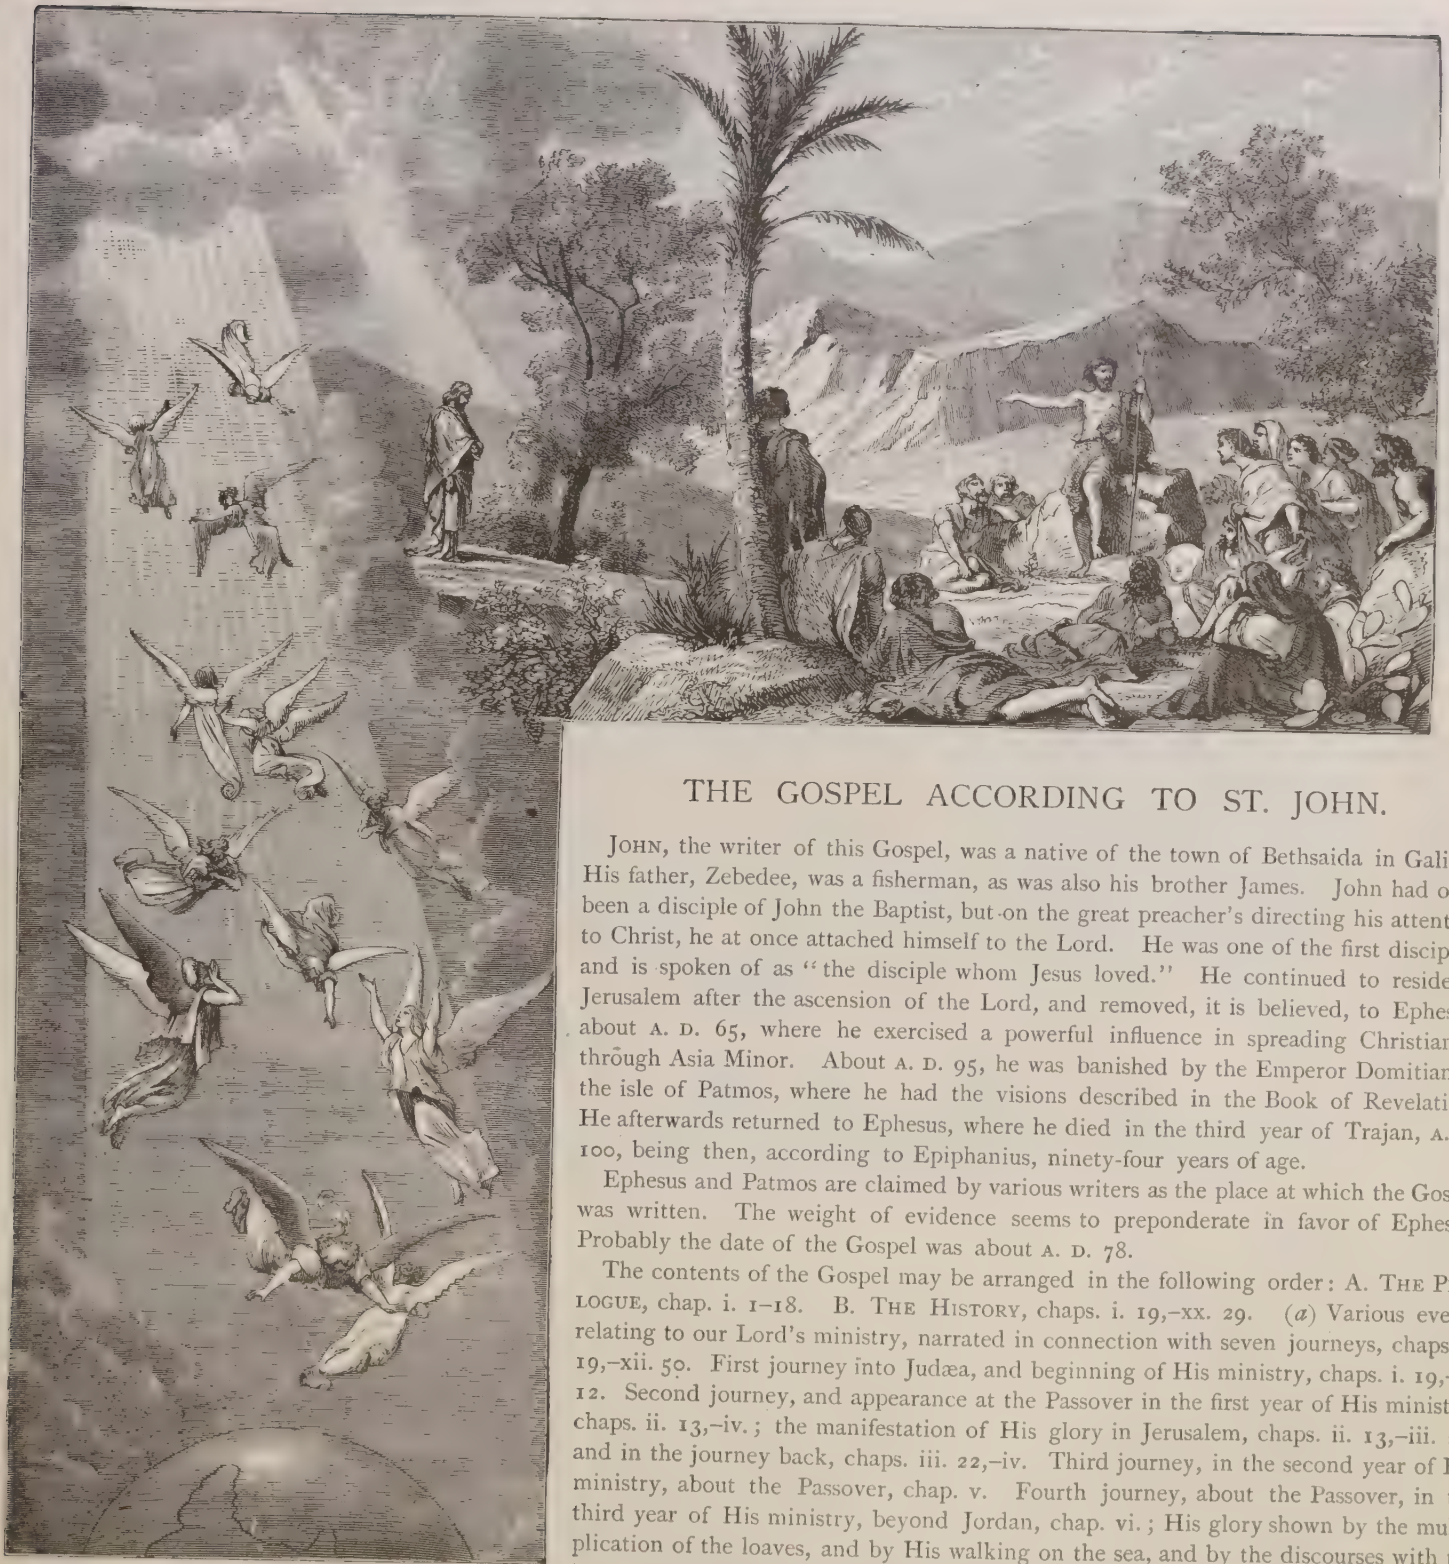 THE GOSPEL ACCORDING TO ST. JOHN.
JOHN, the writer of this Gospel, was a native of the town of Bethsaida in Gali
His father, Zebedee, was a fisherman, as was also his brother James. John had o
been a disciple of John the Baptist, but on the great preacher's directing his attent
to Christ, he at once attached himself to the Lord. He was one of the first discip
and is spoken of as “the disciple whom Jesus loved.” He continued to reside
Jerusalem after the ascension of the Lord, and removed, it is believed, to Ephes
about A. D. 65, where he exercised a powerful influence in spreading Christian
through Asia Minor. About A. D. 95, he was banished by the Emperor Domitian
the isle of Patmos, where he had the visions described in the Book of Revelati
He afterwards returned to Ephesus, where he died in the third year of Trajan, A.
100, being then, according to Epiphanius, ninety-four years of age.
Ephesus and Patmos are claimed by various writers as the place at which the Gos
was written. The weight of evidence seems to preponderate in favor of Ephes
Probably the date of the Gospel was about A. D. 78.
The contents of the Gospel may be arranged in the following order: A. THE P
LOGUE, chap. i. 1–18. B. THE HISTORY, chaps. i. 19,–xx. 29. (a) Various eve
relating to our Lord's ministry, narrated in connection with seven journeys, chaps
19,–xii. 50. First journey into Judæa, and beginning of His ministry, chaps. i. 19,–
12. Second journey, and appearance at the Passover in the first year of His minist
chaps. ii. 13,–iv.; the manifestation of His glory in Jerusalem, chaps. ii. 13,–iii.
and in the journey back, chaps. iii. 22,–iv. Third journey, in the second year of
ministry, about the Passover, chap. v. Fourth journey, about the Passover, in
third year of His ministry, beyond Jordan, chap. vi.; His glory shown by the mu
plication of the loaves, and by His walking on the sea, and by the discourses with